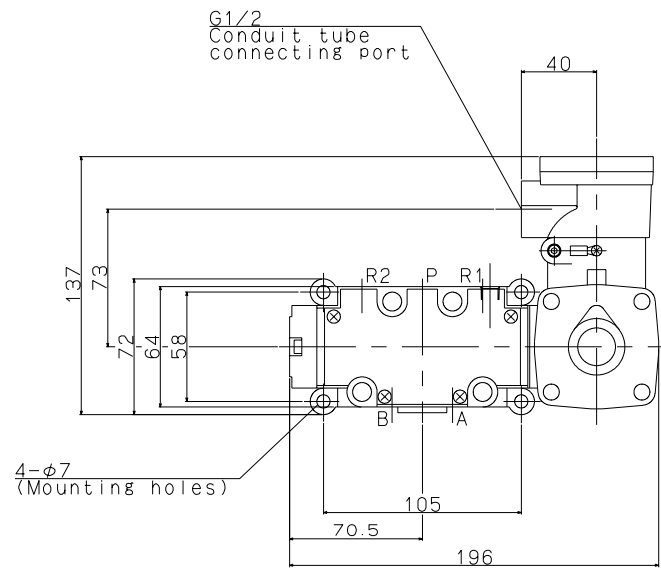 G1/2
Conduit tube
connecting port
40
137
73
72
64
58
R2 P R1
B A
4-φ7
(Mounting holes)
105
70.5
196